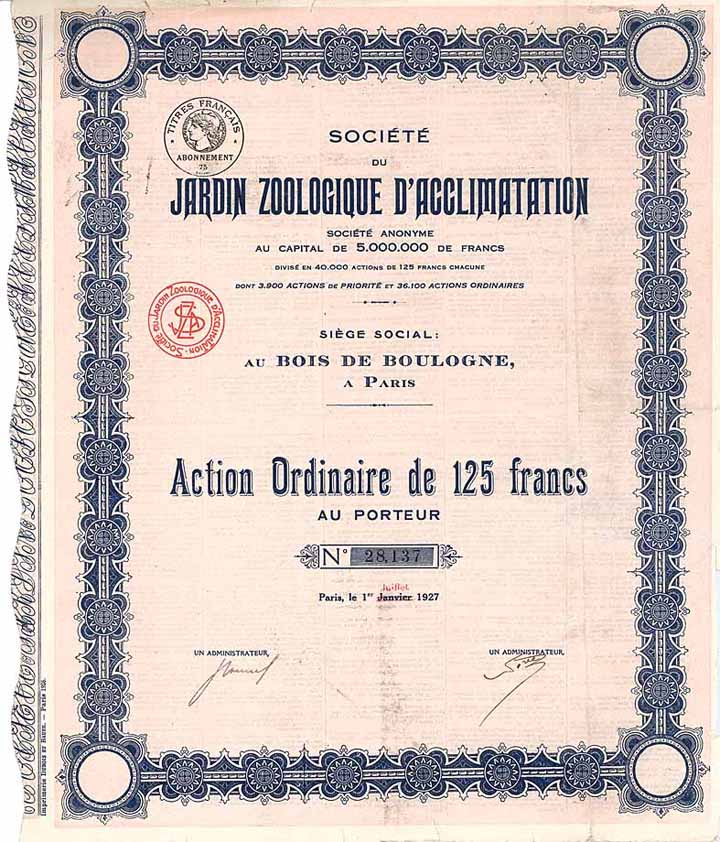 TITRES FRANÇAIS
ABONNEMENT
75
SOCIÉTÉ
DU
JARDIN ZOOLOGIQUE D'ACCLIMATATION
SOCIÉTÉ ANONYME
AU CAPITAL DE 5.000.000 DE FRANCS
DIVISÉ EN 40.000 ACTIONS DE 125 FRANCS CHACUNE
DONT 3.900 ACTIONS DE PRIORITÉ ET 36.100 ACTIONS ORDINAIRES
Société du Jardin Zoologique d'Acclimatation
SIÈGE SOCIAL:
AU BOIS DE BOULOGNE,
A PARIS
Action Ordinaire de 125 francs
AU PORTEUR
N° 28,137
Juillet
Paris, le 1er Janvier 1927
UN ADMINISTRATEUR,
UN ADMINISTRATEUR,
Imprimerie
— Paris